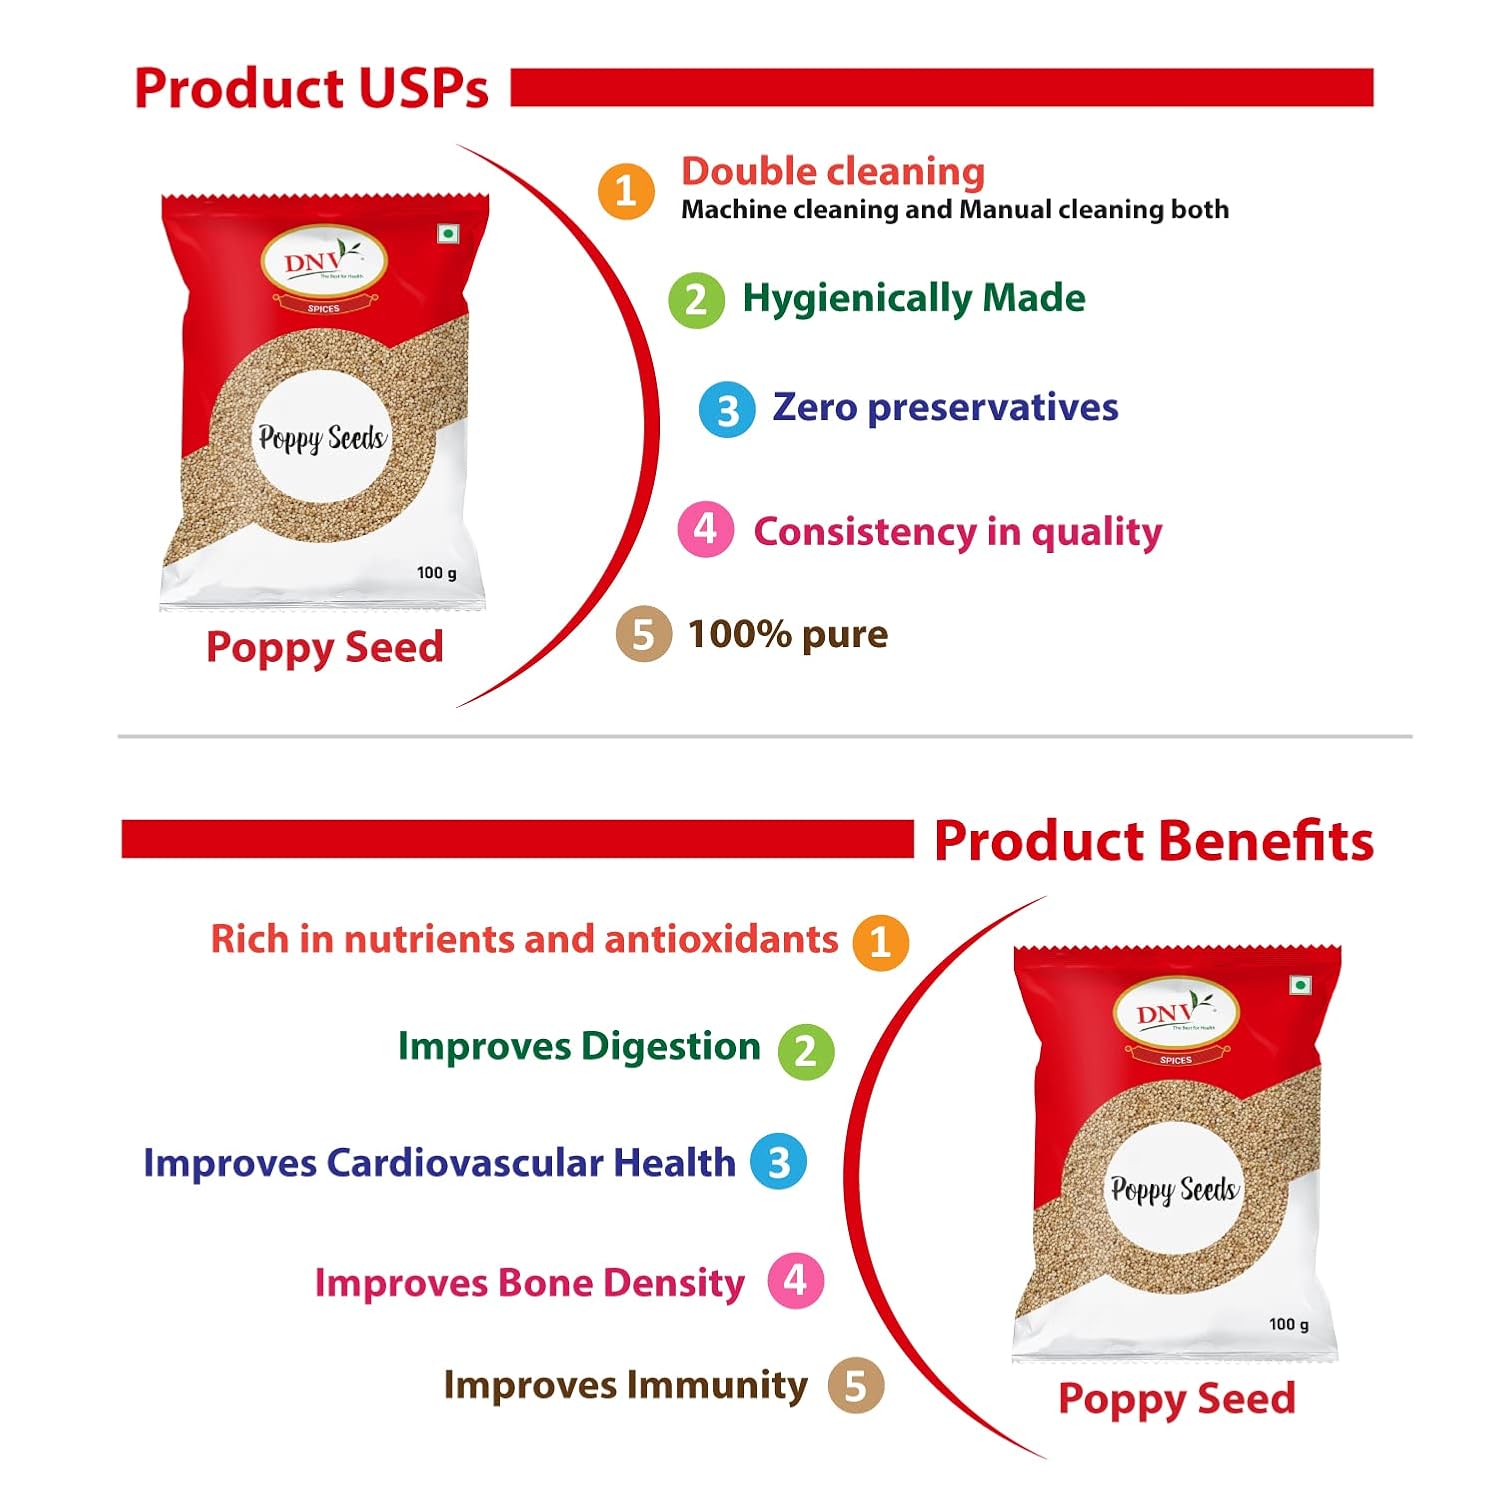 Product USPs
DNV
The Best for Health
SPICES
Poppy Seeds
100 g
Poppy Seed
1 Double cleaning
Machine cleaning and Manual cleaning both
2 Hygienically Made
3 Zero preservatives
4 Consistency in quality
5 100% pure
Product Benefits
Rich in nutrients and antioxidants 1
Improves Digestion 2
Improves Cardiovascular Health 3
Improves Bone Density 4
Improves Immunity 5
DNV
The Best for Health
SPICES
Poppy Seeds
100 g
Poppy Seed